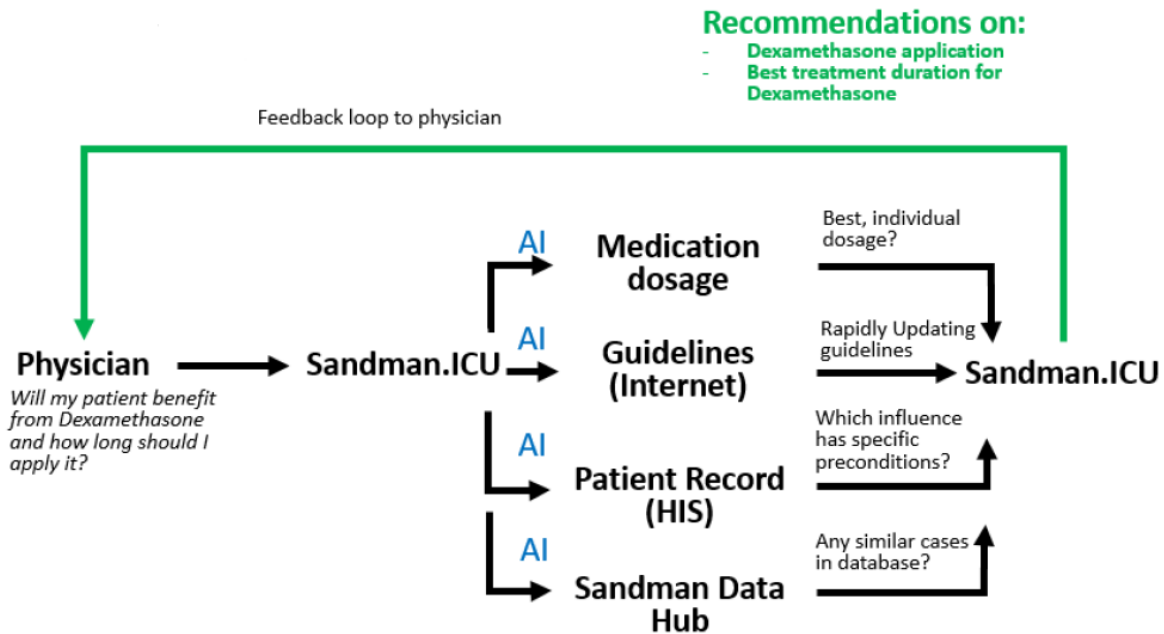 Recommendations on:
- Dexamethasone application
- Best treatment duration for
Dexamethasone
Feedback loop to physician
AI
Medication
dosage
Best, individual
dosage?
Physician
Will my patient benefit
from Dexamethasone
and how long should I
apply it?
Sandman.ICU
AI
Guidelines
(Internet)
Rapidly Updating
guidelines
Sandman.ICU
AI
Patient Record
(HIS)
Which influence
has specific
preconditions?
AI
Sandman Data
Hub
Any similar cases
in database?